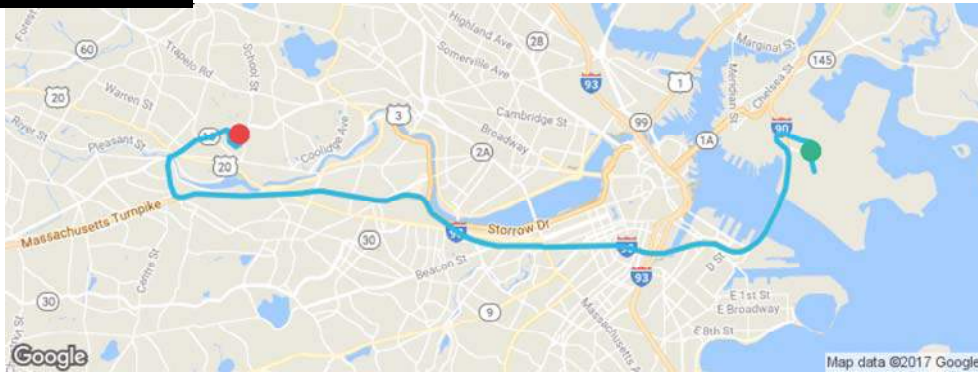 Forest
Highland Ave
Marginal St
28
145
60
School St
Somerville Ave
93
1
Trapelo Rd
Meridian St
Chelsea St
20
Warren St
3
Cambridge St
99
River St
Coolidge Ave
Broadway
1A
90
Pleasant St
2A
20
Massachusetts Turnpike
Storrow Dr
30
90
90
Centre St
Beacon St
93
D St
30
9
E 1st St
E Broadway
Massachusetts A
E 8th St
Google
Map data ©2017 Google